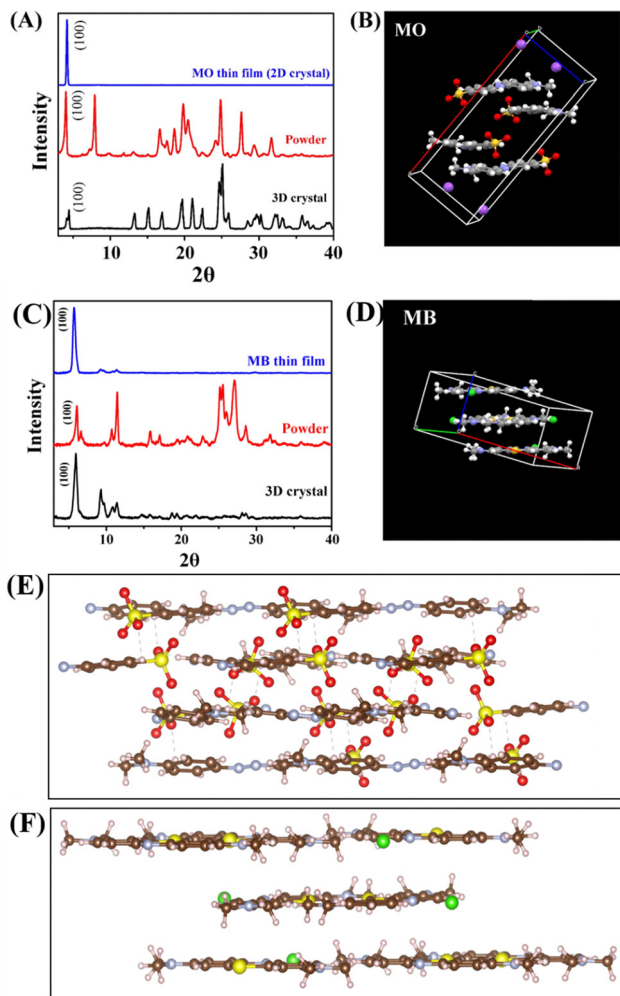 (A)
Intensity
(100)
MO thin film (2D crystal)
(100)
Powder
(100)
3D crystal
10
20
30
40
2θ
(B)
MO
(C)
Intensity
(100)
MB thin film
(100)
Powder
(100)
3D crystal
10
20
30
40
2θ
(D)
MB
(E)
(F)